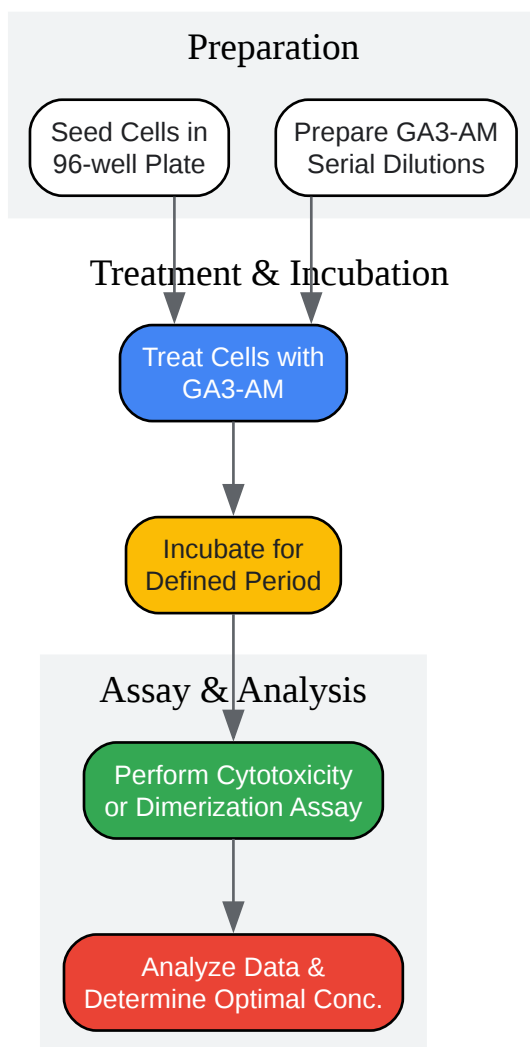 Preparation
Seed Cells in
96-well Plate
Prepare GA3-AM
Serial Dilutions
Treatment & Incubation
Treat Cells with
GA3-AM
Incubate for
Defined Period
Assay & Analysis
Perform Cytotoxicity
or Dimerization Assay
Analyze Data &
Determine Optimal Conc.